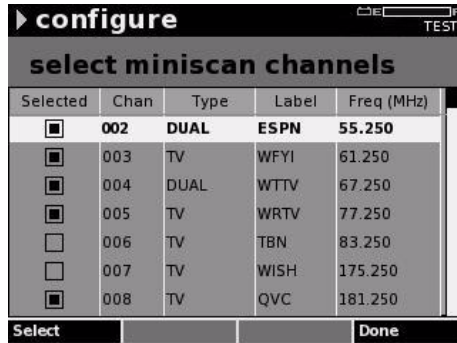 configure
E F
TEST
select miniscan channels
Selected Chan Type Label Freq (MHz)
002 DUAL ESPN 55.250
003 TV WFYI 61.250
004 DUAL WTTV 67.250
005 TV WRTV 77.250
006 TV TBN 83.250
007 TV WISH 175.250
008 TV QVC 181.250
Select Done